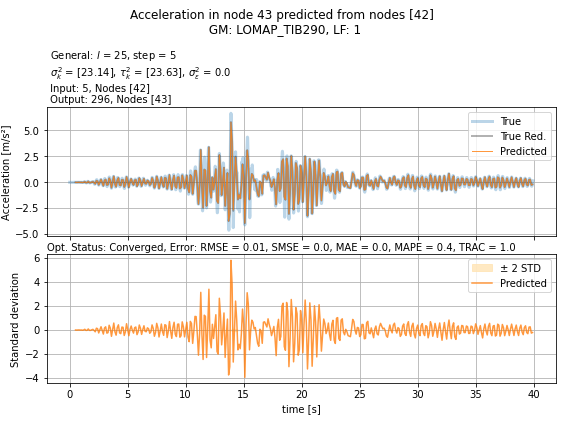 Acceleration in node 43 predicted from nodes [42]
GM: LOMAP_TIB290, LF: 1
General: l = 25, step = 5
σ²ₖ = [23.14], τ²ₖ = [23.63], σ²ε = 0.0
Input: 5, Nodes [42]
Output: 296, Nodes [43]
Acceleration [m/s²]
5.0
2.5
0.0
−2.5
−5.0
True
True Red.
Predicted
Opt. Status: Converged, Error: RMSE = 0.01, SMSE = 0.0, MAE = 0.0, MAPE = 0.4, TRAC = 1.0
Standard deviation
6
4
2
0
−2
−4
± 2 STD
Predicted
0 5 10 15 20 25 30 35 40
time [s]